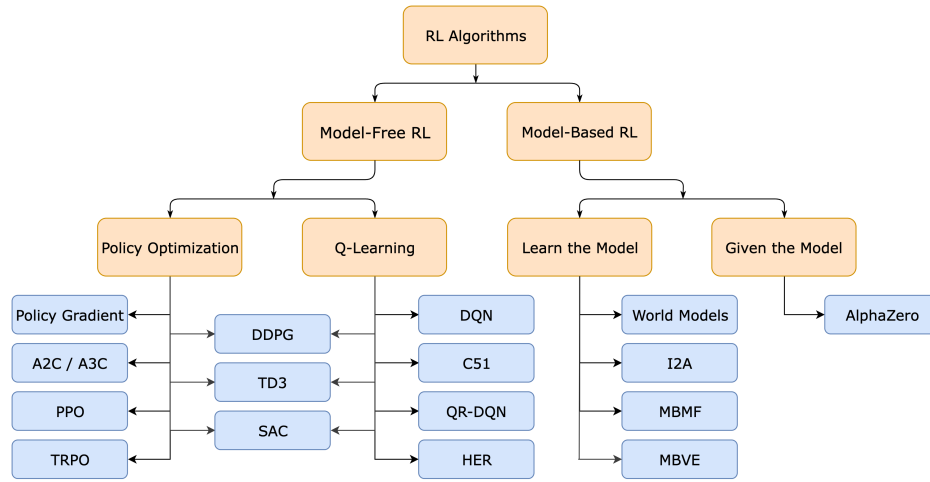 RL Algorithms
Model-Free RL
Model-Based RL
Policy Optimization
Q-Learning
Learn the Model
Given the Model
Policy Gradient
DDPG
DQN
World Models
AlphaZero
A2C / A3C
TD3
C51
I2A
PPO
SAC
QR-DQN
MBMF
TRPO
HER
MBVE